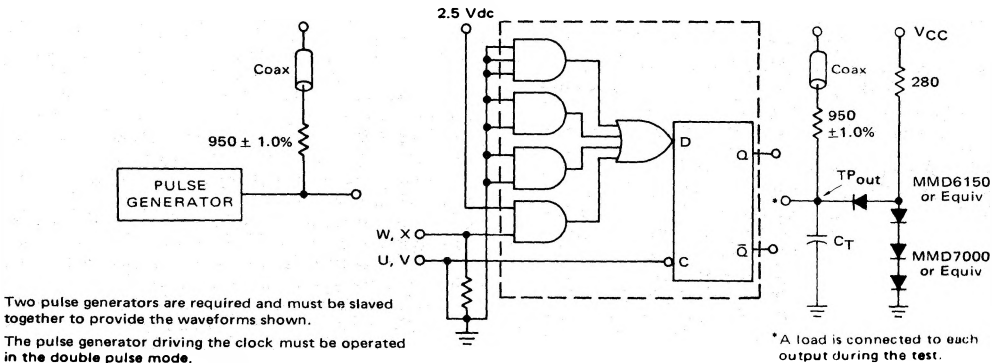 2.5 Vdc
Coax
950 ± 1.0%
PULSE
GENERATOR
W, X
U, V
D
Q
C
Q̅
Coax
950
±1.0%
VCC
280
TPout
*
CT
MMD6150
or Equiv
MMD7000
or Equiv
Two pulse generators are required and must be slaved
together to provide the waveforms shown.
The pulse generator driving the clock must be operated
in the double pulse mode.
*A load is connected to each
output during the test.